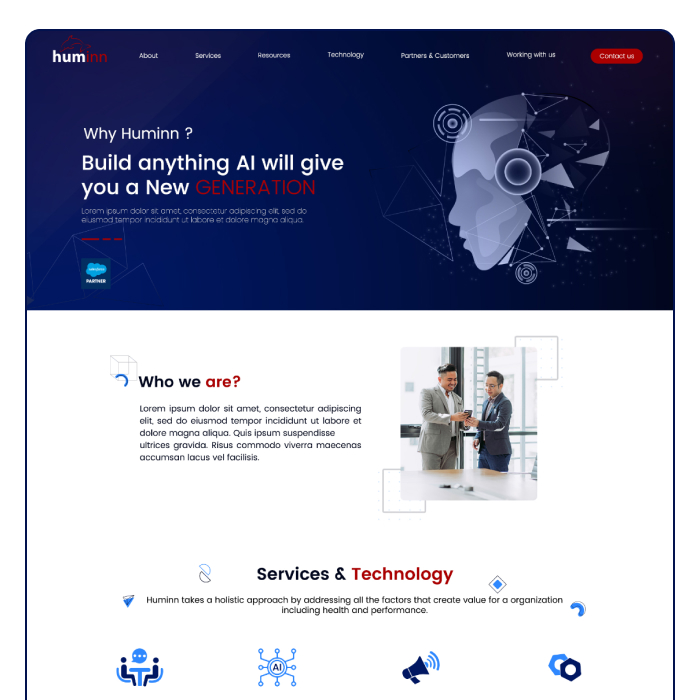 huminn
About
Services
Resources
Technology
Partners & Customers
Working with us
Contact us
Why Huminn ?
Build anything AI will give
you a New GENERATION
Lorem ipsum dolor sit amet, consectetur adipiscing elit, sed do
eiusmod tempor incididunt ut labore et dolore magna aliqua.
salesforce
PARTNER
Who we are?
Lorem ipsum dolor sit amet, consectetur adipiscing
elit, sed do eiusmod tempor incididunt ut labore et
dolore magna aliqua. Quis ipsum suspendisse
ultrices gravida. Risus commodo viverra maecenas
accumsan lacus vel facilisis.
Services & Technology
Huminn takes a holistic approach by addressing all the factors that create value for a organization
including health and performance.
AI